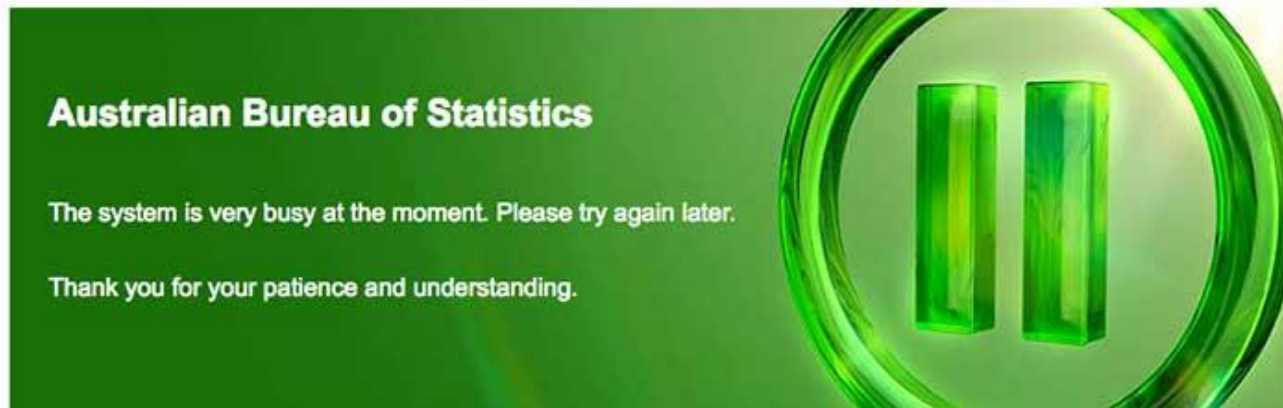 Australian Bureau of Statistics
The system is very busy at the moment. Please try again later.
Thank you for your patience and understanding.